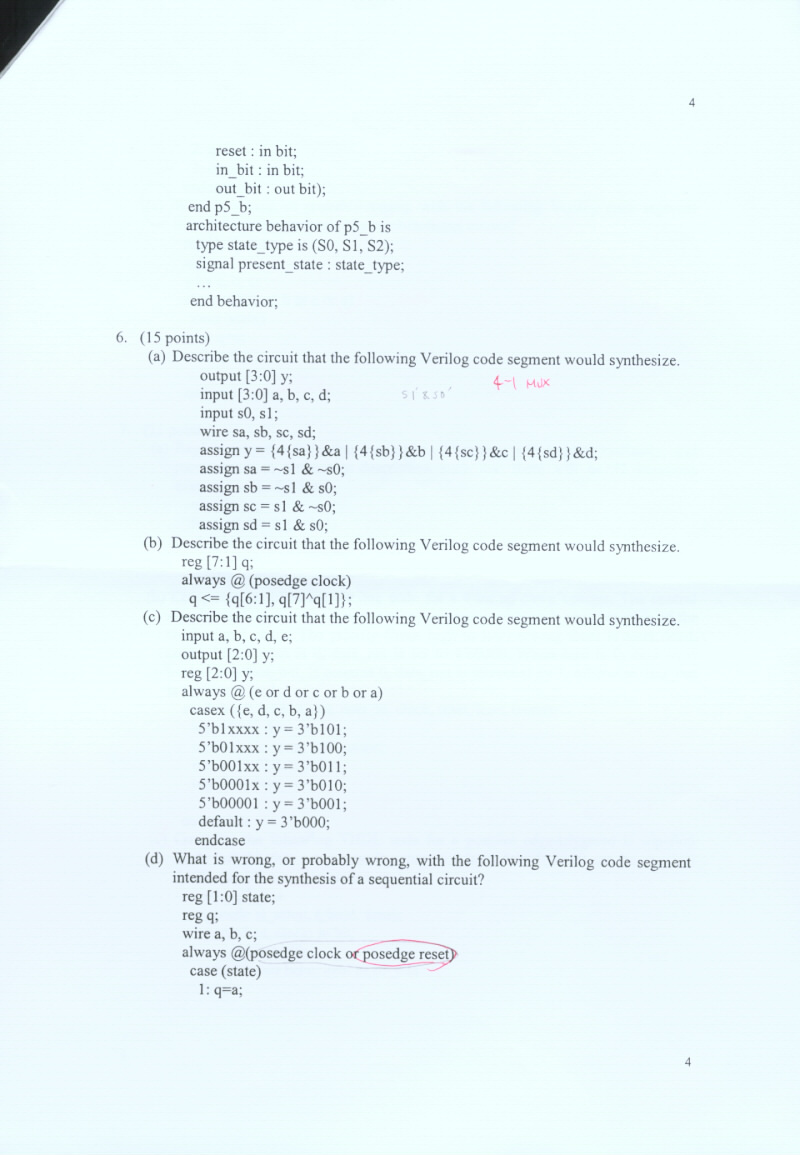 4
reset : in bit;
in_bit : in bit;
out_bit : out bit);
end p5_b;
architecture behavior of p5_b is
type state_type is (S0, S1, S2);
signal present_state : state_type;
...
end behavior;
6. (15 points)
(a) Describe the circuit that the following Verilog code segment would synthesize.
output [3:0] y; 4-1 MUX
input [3:0] a, b, c, d; S1' & S0'
input s0, s1;
wire sa, sb, sc, sd;
assign y = {4{sa}}&a | {4{sb}}&b | {4{sc}}&c | {4{sd}}&d;
assign sa = ~s1 & ~s0;
assign sb = ~s1 & s0;
assign sc = s1 & ~s0;
assign sd = s1 & s0;
(b) Describe the circuit that the following Verilog code segment would synthesize.
reg [7:1] q;
always @ (posedge clock)
q <= {q[6:1], q[7]^q[1]};
(c) Describe the circuit that the following Verilog code segment would synthesize.
input a, b, c, d, e;
output [2:0] y;
reg [2:0] y;
always @ (e or d or c or b or a)
casex ({e, d, c, b, a})
5'b1xxxx : y = 3'b101;
5'b01xxx : y = 3'b100;
5'b001xx : y = 3'b011;
5'b0001x : y = 3'b010;
5'b00001 : y = 3'b001;
default : y = 3'b000;
endcase
(d) What is wrong, or probably wrong, with the following Verilog code segment
intended for the synthesis of a sequential circuit?
reg [1:0] state;
reg q;
wire a, b, c;
always @(posedge clock or posedge reset)
case (state)
1: q=a;
4